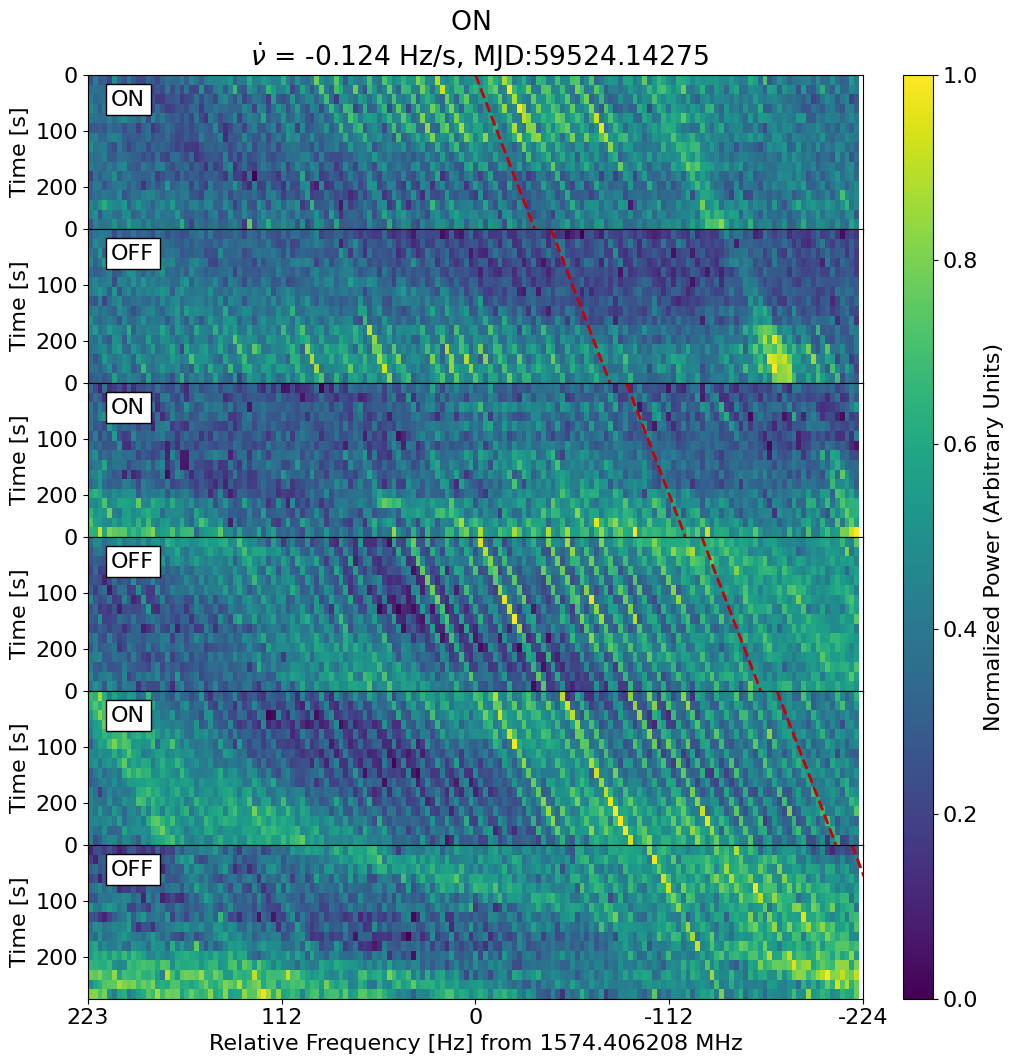 ON
ν̇ = -0.124 Hz/s, MJD:59524.14275
0
ON
100
200
Time [s]
0
OFF
100
200
Time [s]
0
ON
100
200
Time [s]
0
OFF
100
200
Time [s]
0
ON
100
200
Time [s]
0
OFF
100
200
Time [s]
223 112 0 -112 -224
Relative Frequency [Hz] from 1574.406208 MHz
1.0
0.8
0.6
0.4
0.2
0.0
Normalized Power (Arbitrary Units)